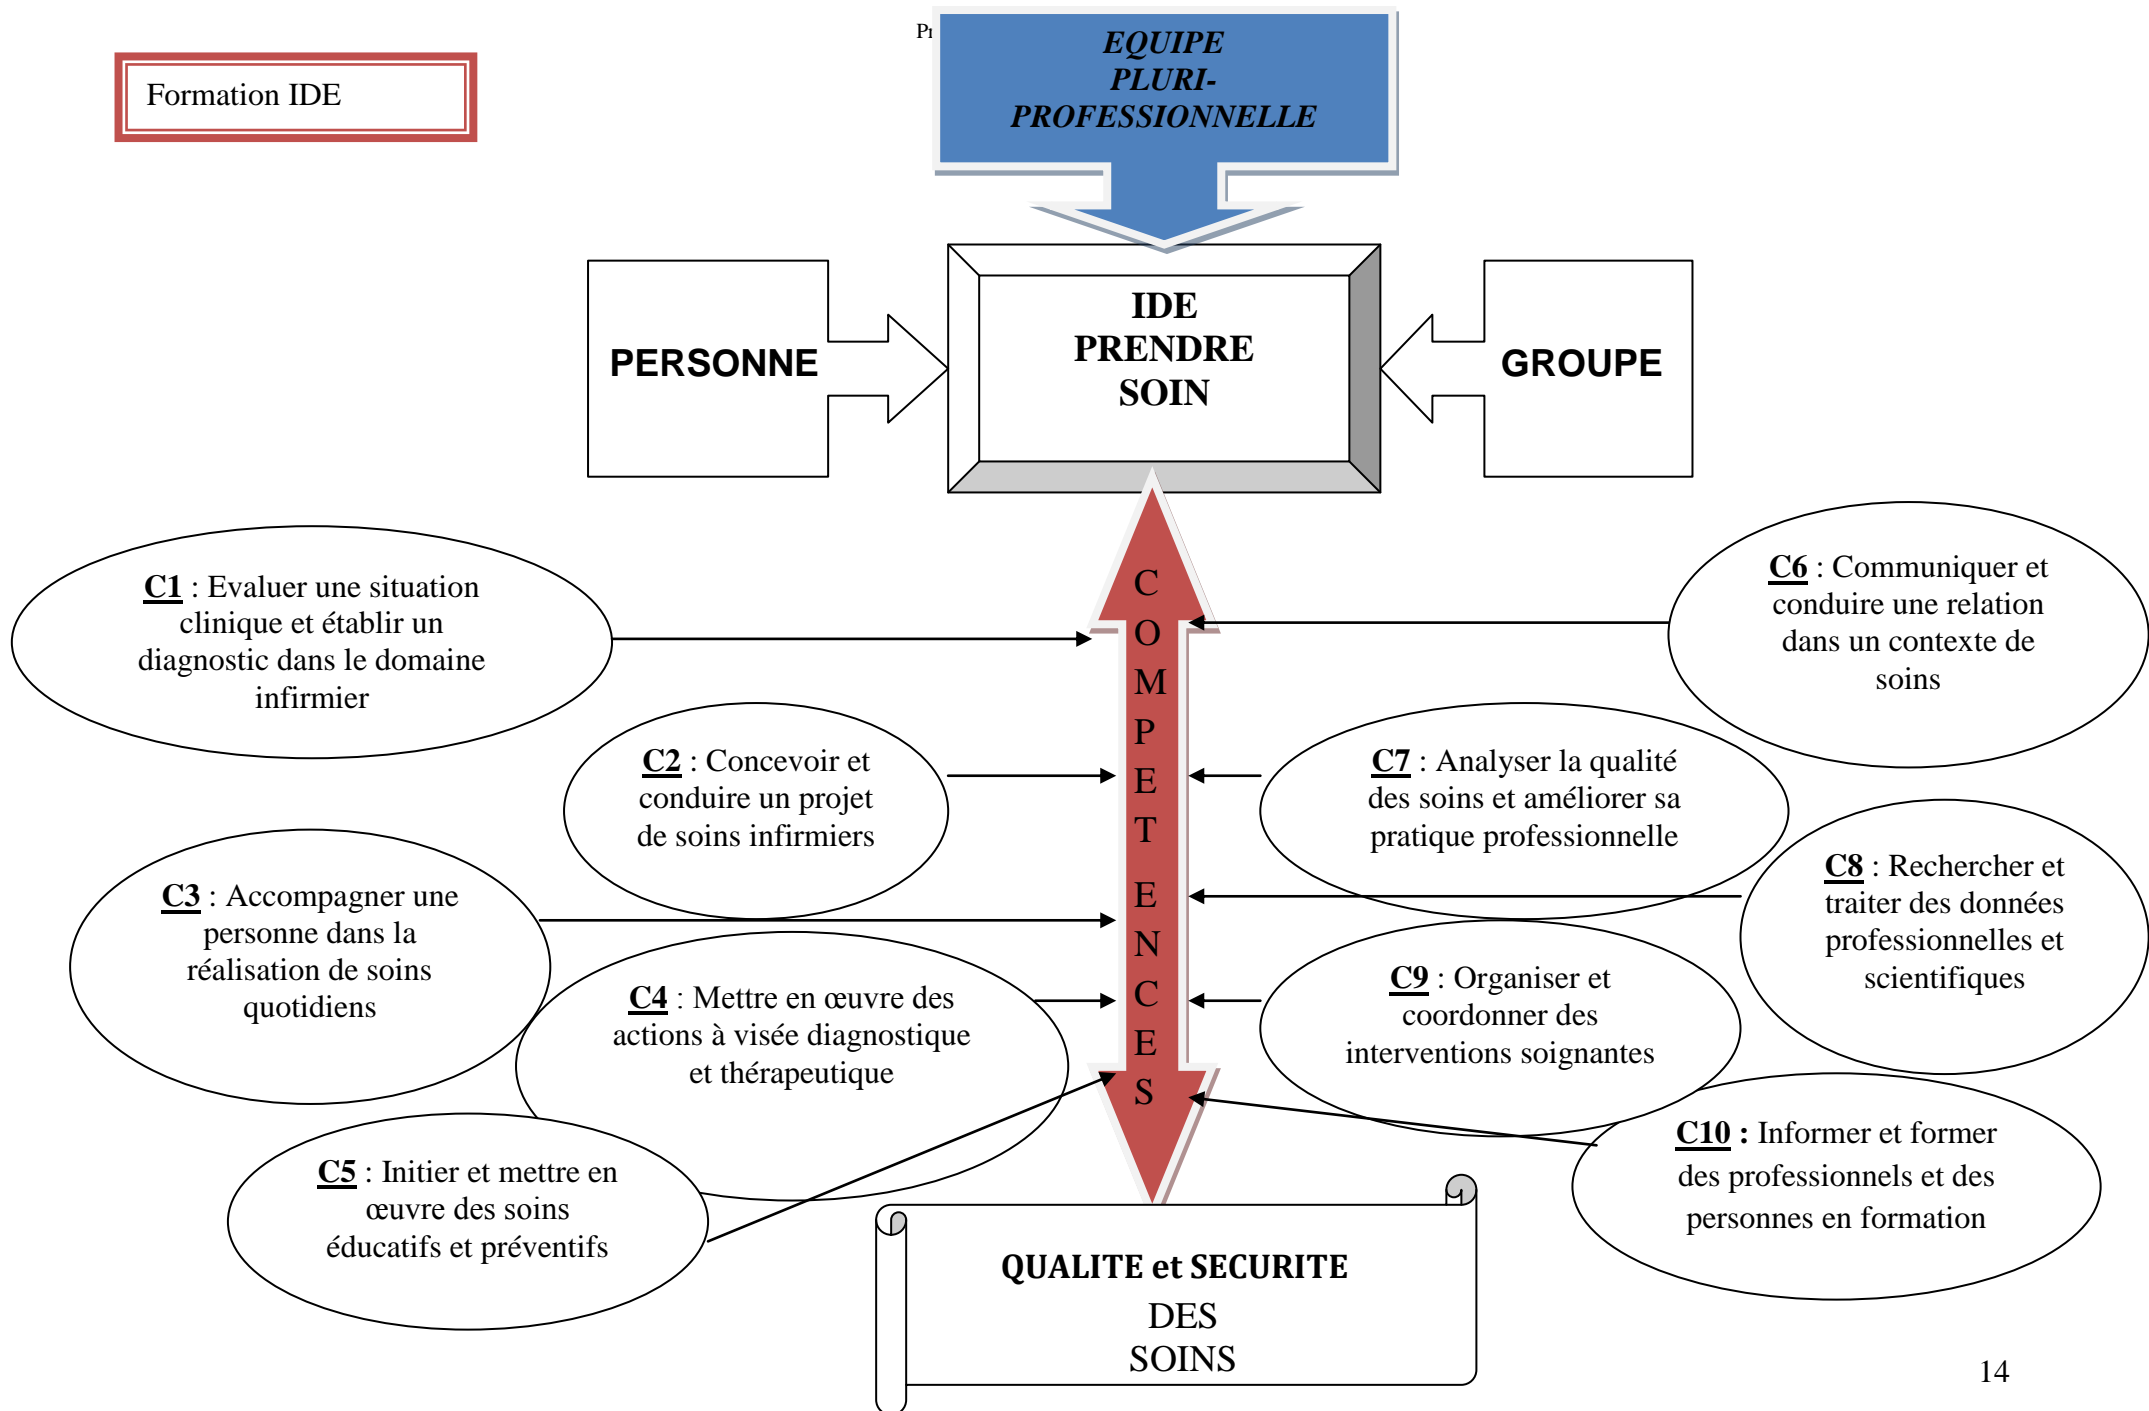 Pr
EQUIPE
PLURI-
PROFESSIONNELLE
Formation IDE
PERSONNE
IDE
PRENDRE
SOIN
GROUPE
C
O
M
P
E
T
E
N
C
E
S
C1 : Evaluer une situation
clinique et établir un
diagnostic dans le domaine
infirmier
C2 : Concevoir et
conduire un projet
de soins infirmiers
C3 : Accompagner une
personne dans la
réalisation de soins
quotidiens
C4 : Mettre en œuvre des
actions à visée diagnostique
et thérapeutique
C5 : Initier et mettre en
œuvre des soins
éducatifs et préventifs
C6 : Communiquer et
conduire une relation
dans un contexte de
soins
C7 : Analyser la qualité
des soins et améliorer sa
pratique professionnelle
C8 : Rechercher et
traiter des données
professionnelles et
scientifiques
C9 : Organiser et
coordonner des
interventions soignantes
C10 : Informer et former
des professionnels et des
personnes en formation
QUALITE et SECURITE
DES
SOINS
14